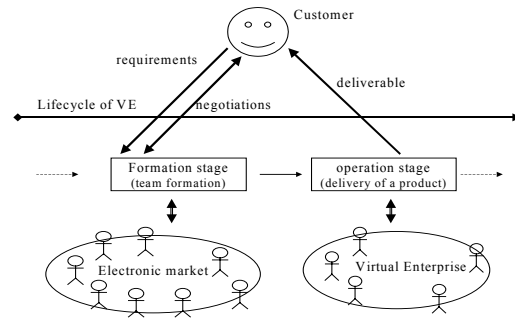 Customer
requirements
deliverable
Lifecycle of VE
negotiations
Formation stage
(team formation)
operation stage
(delivery of a product)
Electronic market
Virtual Enterprise